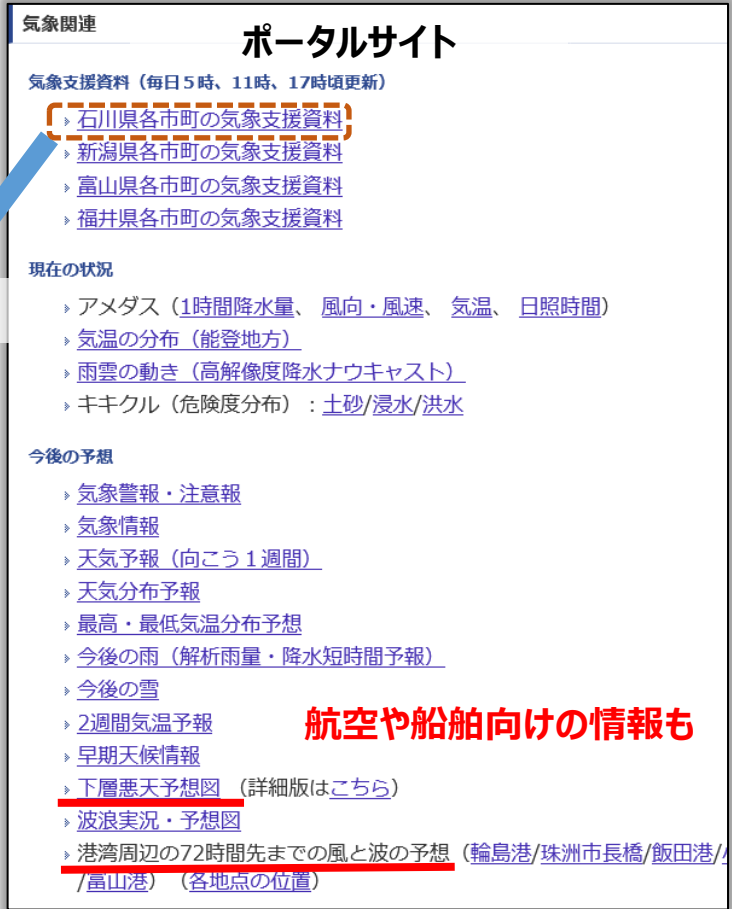 気象関連
ポータルサイト
気象支援資料（毎日５時、11時、17時頃更新）
石川県各市町の気象支援資料
新潟県各市町の気象支援資料
富山県各市町の気象支援資料
福井県各市町の気象支援資料
現在の状況
アメダス（1時間降水量、 風向・風速、 気温、 日照時間）
気温の分布（能登地方）
雨雲の動き（高解像度降水ナウキャスト）
キキクル（危険度分布）：土砂/浸水/洪水
今後の予想
気象警報・注意報
気象情報
天気予報（向こう１週間）
天気分布予報
最高・最低気温分布予想
今後の雨（解析雨量・降水短時間予報）
今後の雪
2週間気温予報
航空や船舶向けの情報も
早期天候情報
下層悪天予想図 （詳細版はこちら）
波浪実況・予想図
港湾周辺の72時間先までの風と波の予想（輪島港/珠洲市長橋/飯田港/
/富山港）（各地点の位置）